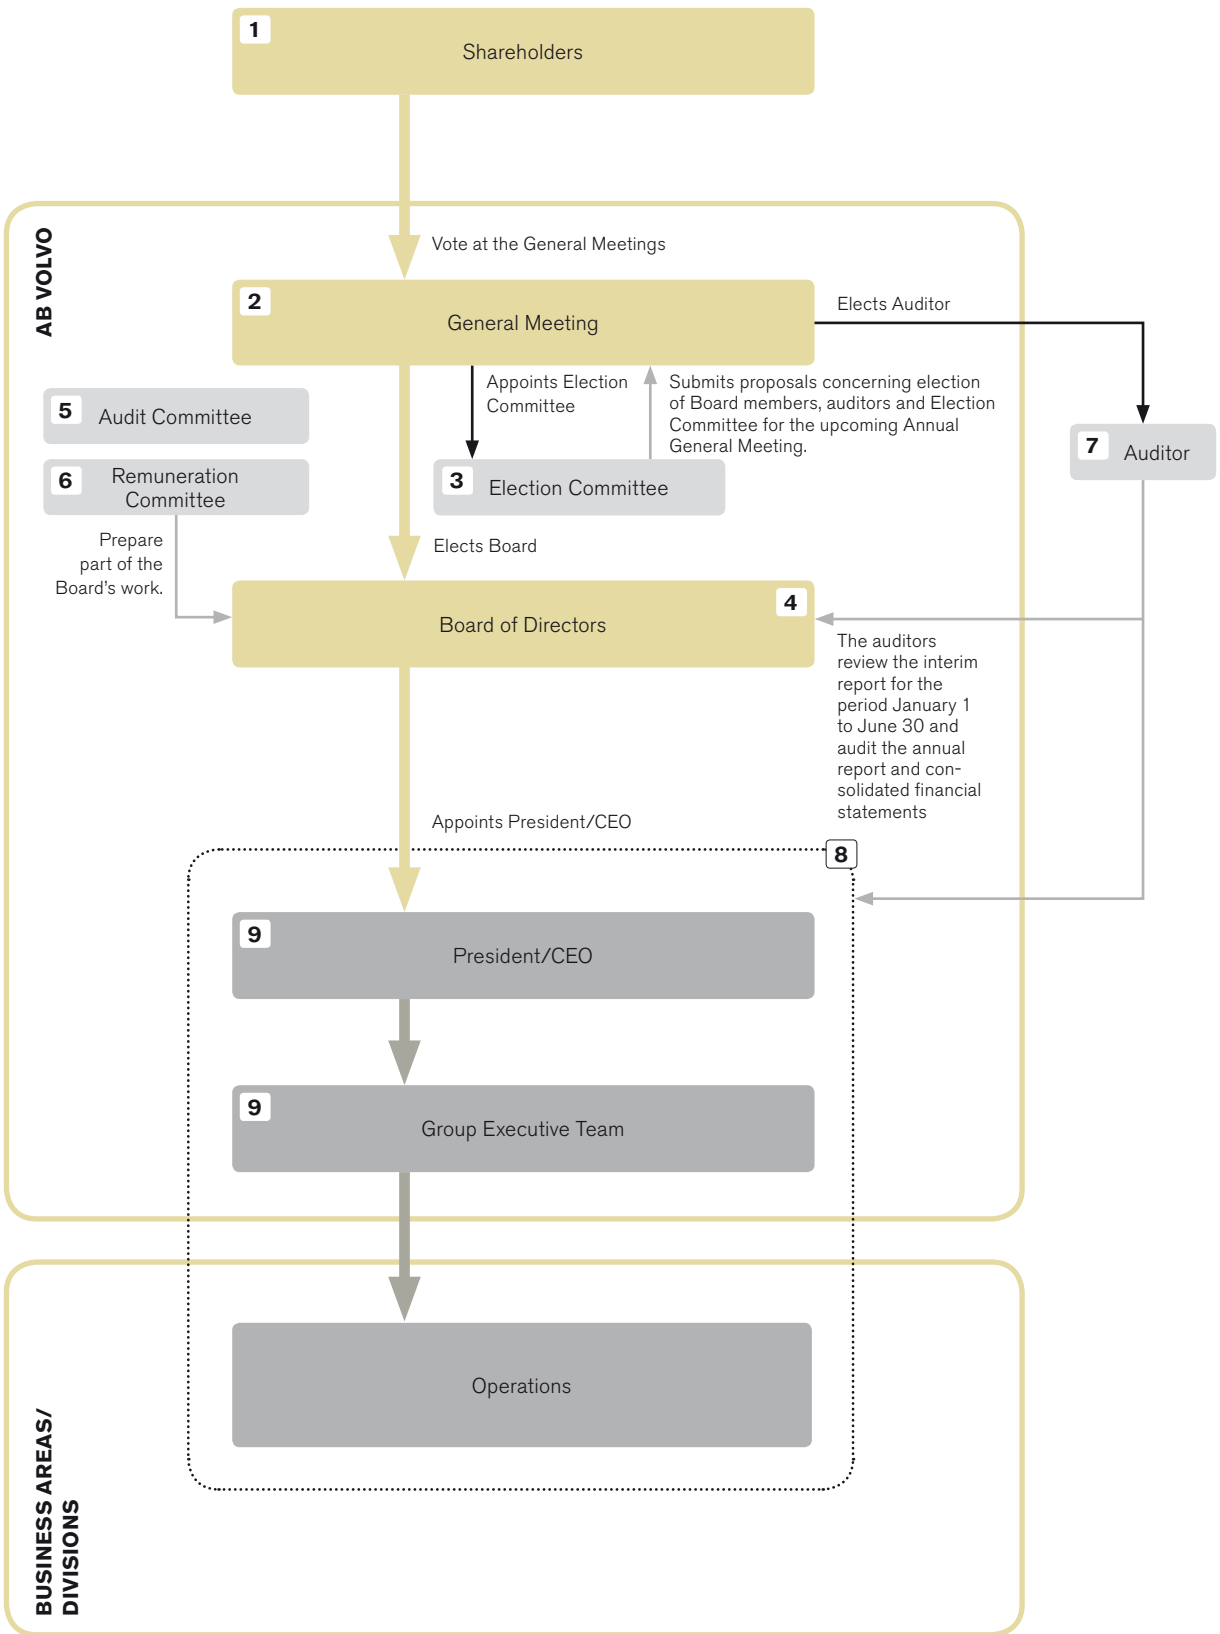 1
Shareholders
AB VOLVO
Vote at the General Meetings
2
General Meeting
Elects Auditor
5
Audit Committee
6
Remuneration
Committee
Appoints Election
Committee
Submits proposals concerning election
of Board members, auditors and Election
Committee for the upcoming Annual
General Meeting.
3
Election Committee
7
Auditor
Prepare
part of the
Board's work.
Elects Board
4
Board of Directors
The auditors
review the interim
report for the
period January 1
to June 30 and
audit the annual
report and con-
solidated financial
statements
Appoints President/CEO
8
9
President/CEO
9
Group Executive Team
Operations
BUSINESS AREAS/
DIVISIONS